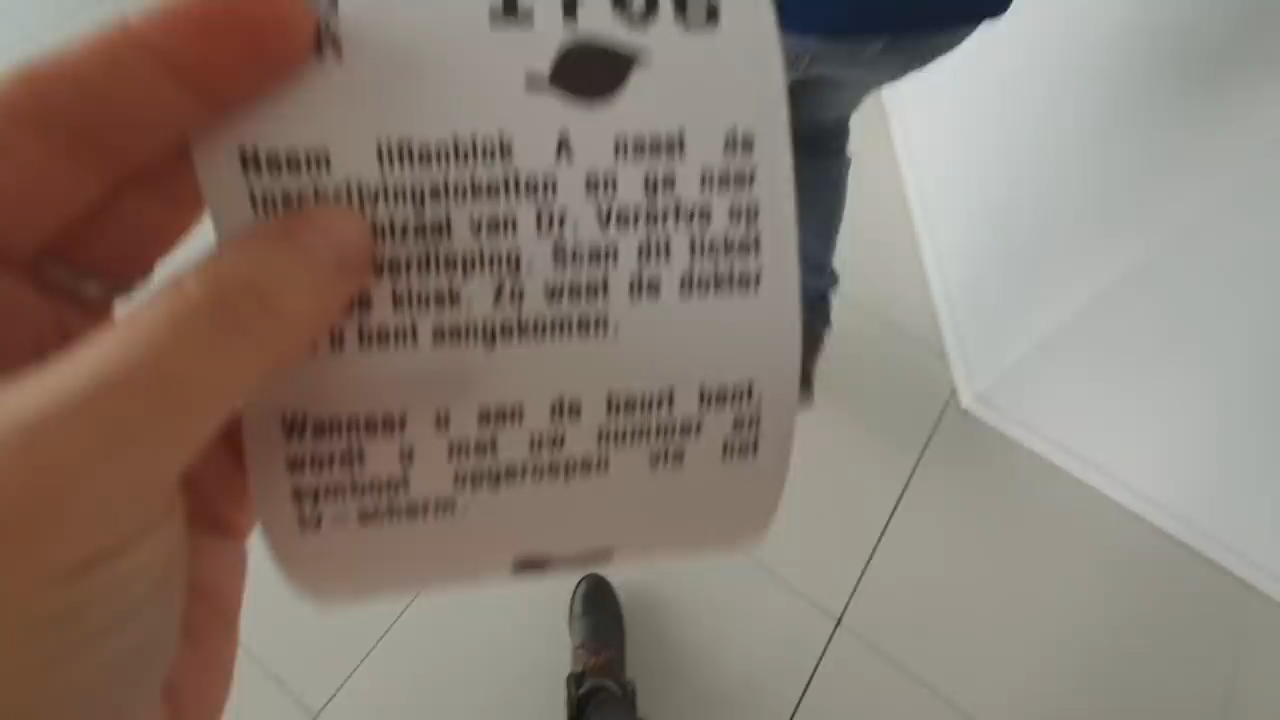 Neem liftenblok A naast de
Inschrijvingsloketten en ga naar
van Dr. op
verdieping. Scan dit ticket
kiosk. Zo weet de dokter
u bent aangekomen.
Wanneer u aan de beurt bent,
wordt u met uw nummer en
symbool opgeroepen via het
tv-scherm.